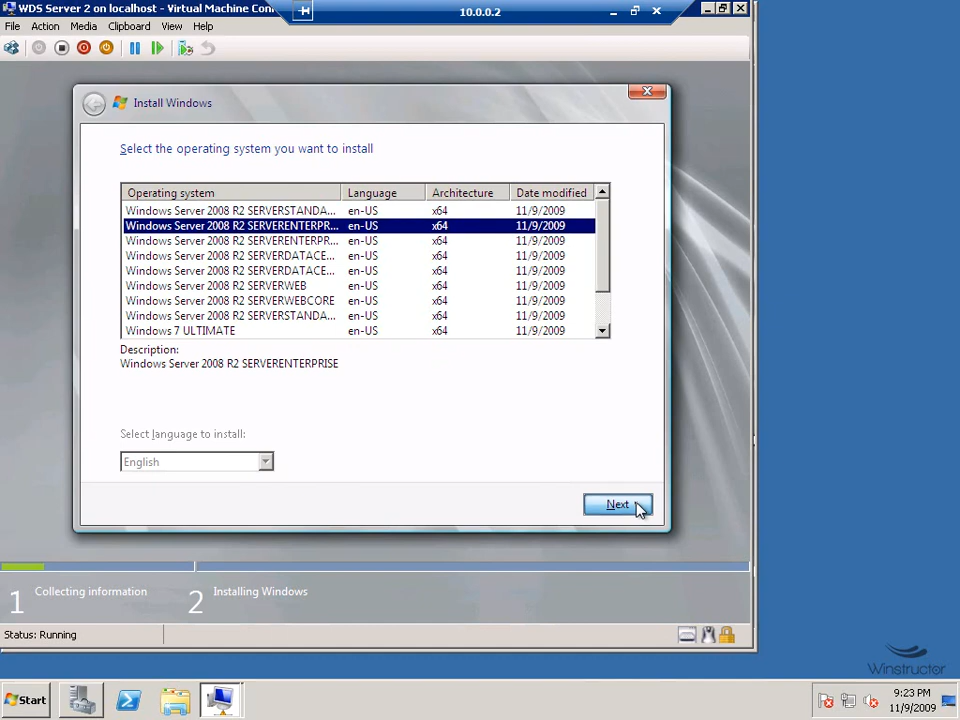 WDS Server 2 on localhost - Virtual Machine Con
10.0.0.2
File Action Media Clipboard View Help
Install Windows
Select the operating system you want to install
Operating system Language Architecture Date modified
Windows Server 2008 R2 SERVERSTANDA... en-US x64 11/9/2009
Windows Server 2008 R2 SERVERENTERPR... en-US x64 11/9/2009
Windows Server 2008 R2 SERVERENTERPR... en-US x64 11/9/2009
Windows Server 2008 R2 SERVERDATACE... en-US x64 11/9/2009
Windows Server 2008 R2 SERVERDATACE... en-US x64 11/9/2009
Windows Server 2008 R2 SERVERWEB en-US x64 11/9/2009
Windows Server 2008 R2 SERVERWEBCORE en-US x64 11/9/2009
Windows Server 2008 R2 SERVERSTANDA... en-US x64 11/9/2009
Windows 7 ULTIMATE en-US x64 11/9/2009
Description:
Windows Server 2008 R2 SERVERENTERPRISE
Select language to install:
English
Next
1 Collecting information 2 Installing Windows
Status: Running
Winstructor
Start
9:23 PM
11/9/2009